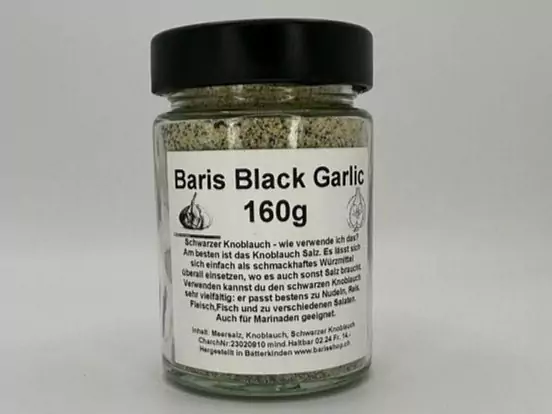 Baris Black Garlic
160g
Schwarzer Knoblauch - wie verwende ich das?
Am besten ist das Knoblauch Salz. Es lässt sich
sich einfach als schmackhaftes Würzmittel
überall einsetzen, wo es auch sonst Salz braucht.
Verwanden kannst du den schwarzen Knoblauch
sehr vielfältig: er passt bestens zu Nudeln, Reis,
Fleisch,Fisch und zu verschiedenen Salaten.
Auch für Marinaden geeignet.
Inhalt: Meersalz, Knoblauch, Schwarzer Knoblauch
CharchNr:23020910 mind.Haltbar 02.24 Fr. 14.-
Hergestellt in Bätterkinden www.barisshop.ch